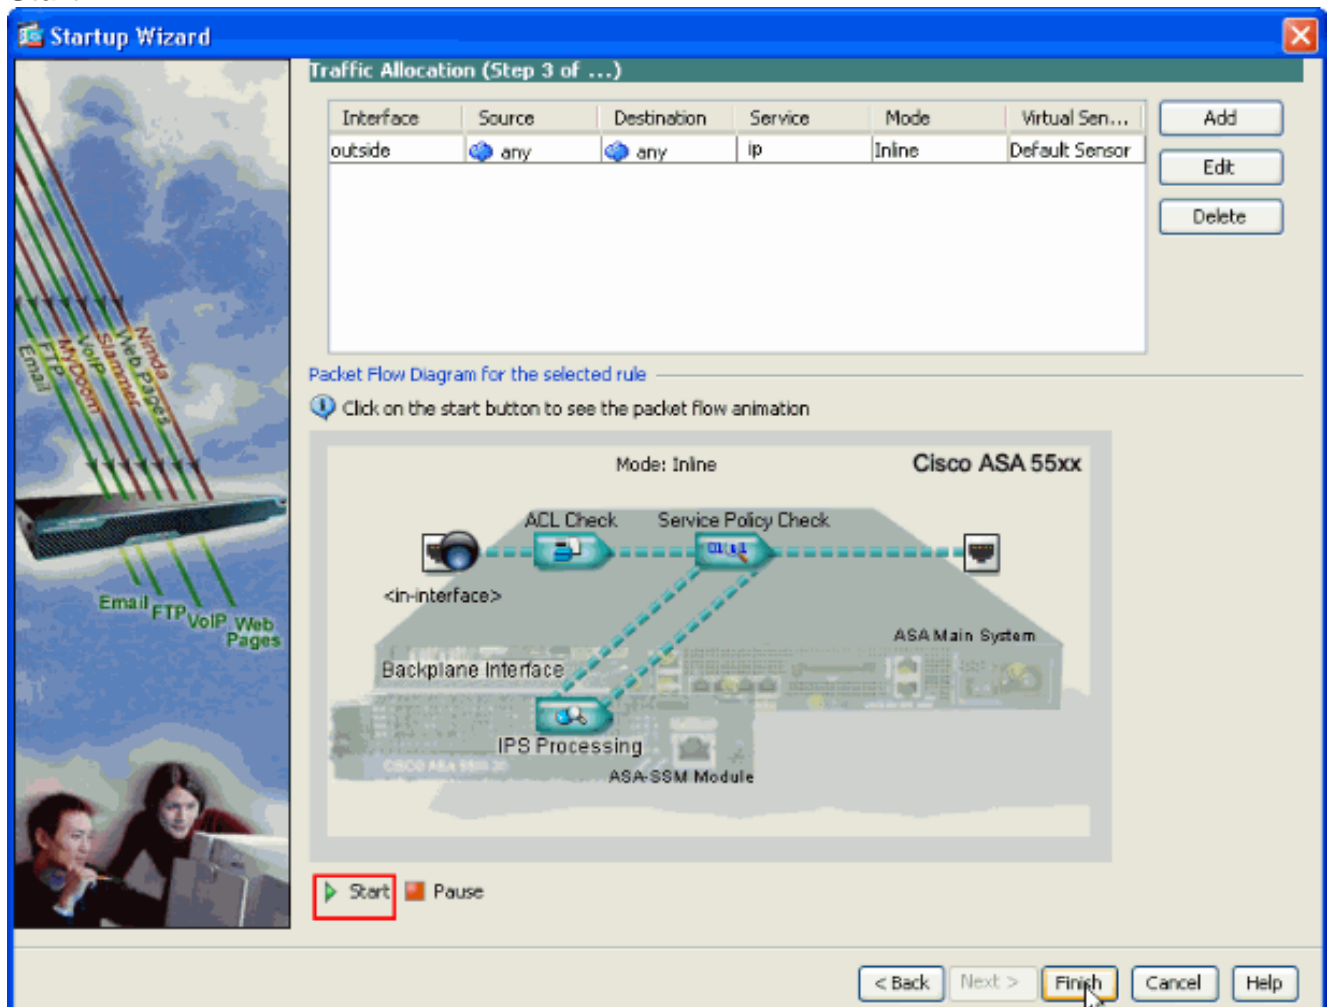 Startup Wizard
Traffic Allocation (Step 3 of ...)
Interface Source Destination Service Mode Virtual Sen...
outside any any ip Inline Default Sensor
Add
Edit
Delete
Nimda
Web Pages
Slammer
VoIP
MyDoom
FTP
Email
Email FTP VoIP Web Pages
Packet Flow Diagram for the selected rule
Click on the start button to see the packet flow animation
Mode: Inline
Cisco ASA 55xx
ACL Check Service Policy Check
<in-interface>
ASA Main System
Backplane Interface
IPS Processing
ASA-SSM Module
Start Pause
< Back Next > Finish Cancel Help